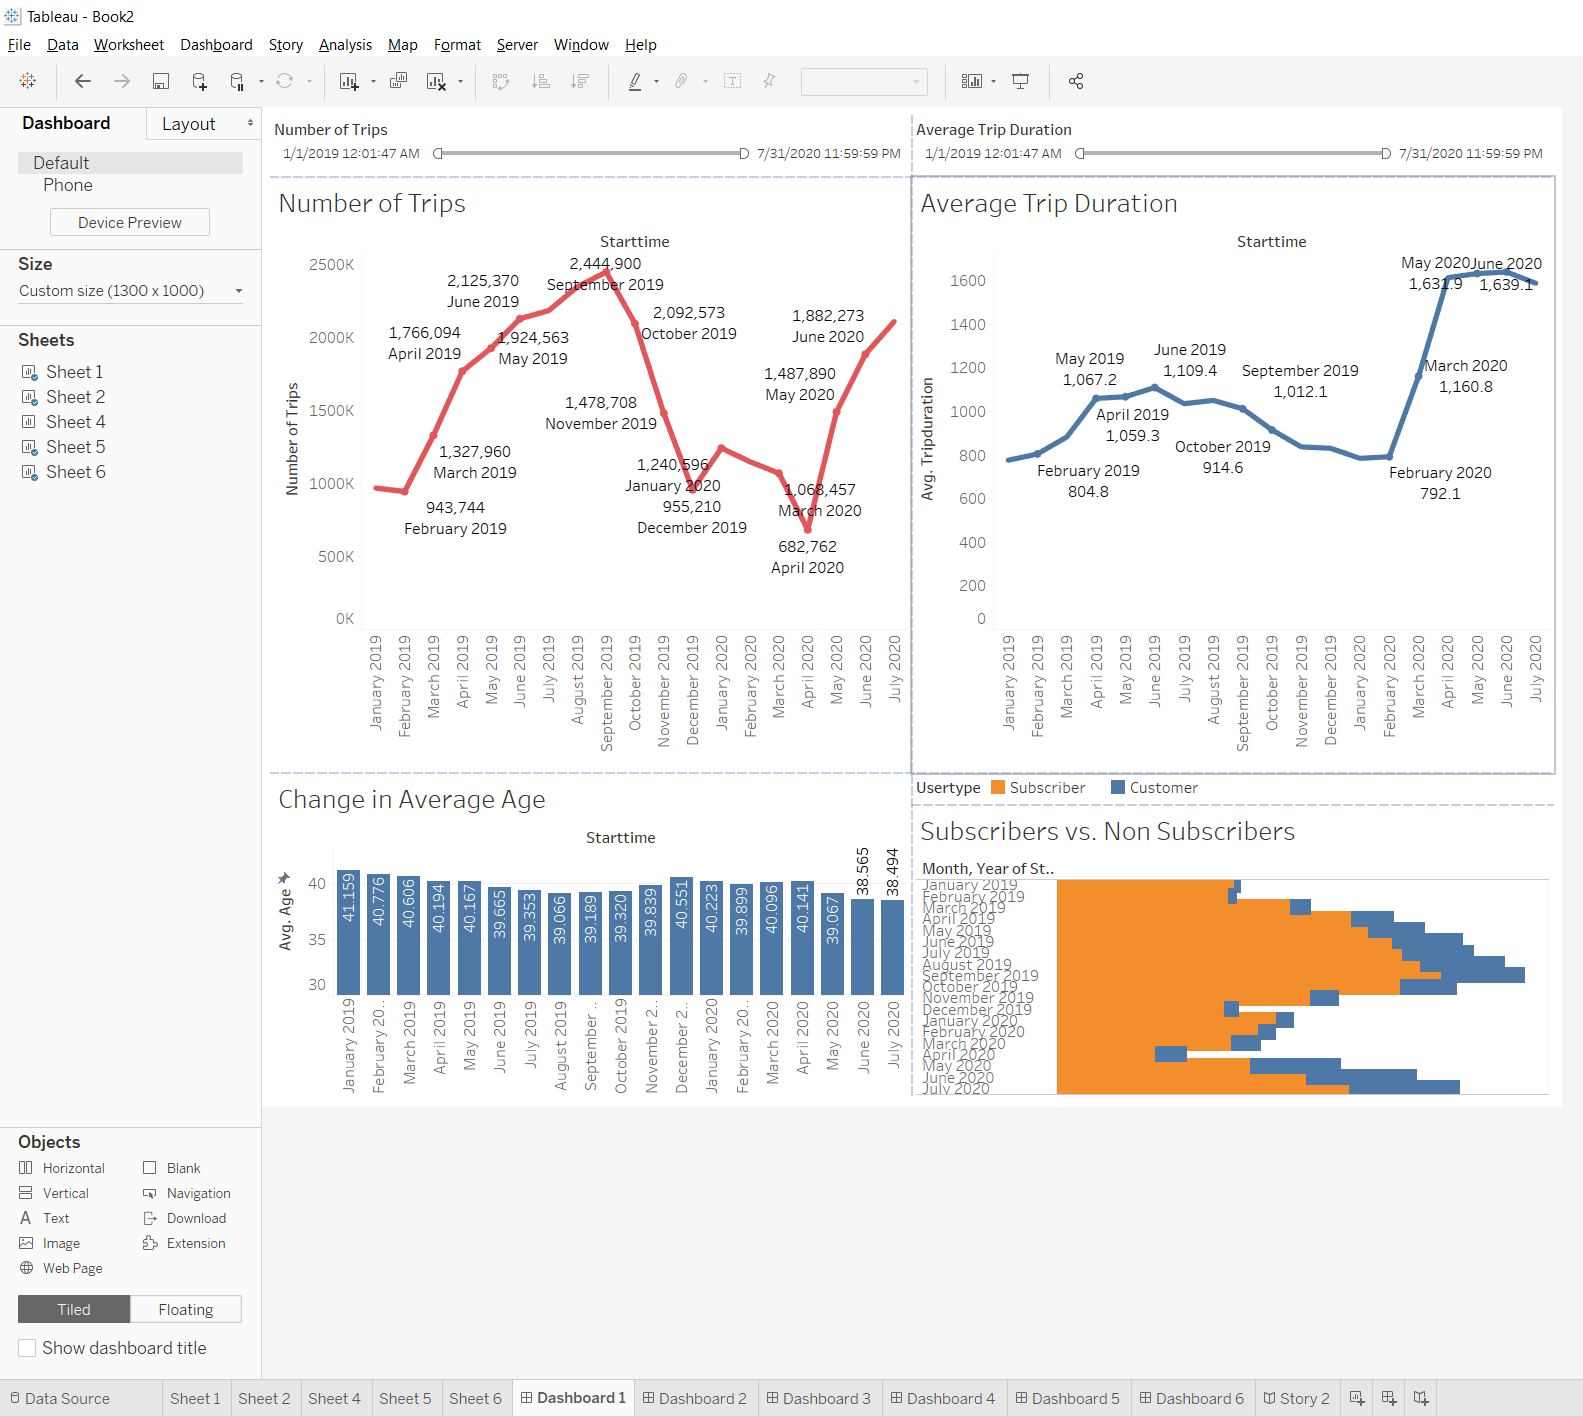 Tableau - Book2
File Data Worksheet Dashboard Story Analysis Map Format Server Window Help
Dashboard Layout
Default
Phone
Device Preview
Size
Custom size (1300 x 1000)
Sheets
Sheet 1
Sheet 2
Sheet 4
Sheet 5
Sheet 6
Objects
Horizontal Blank
Vertical Navigation
Text Download
Image Extension
Web Page
Tiled Floating
Show dashboard title
Number of Trips
1/1/2019 12:01:47 AM 7/31/2020 11:59:59 PM
Number of Trips
Starttime
Number of Trips
2500K
2000K
1500K
1000K
500K
0K
943,744
February 2019
1,327,960
March 2019
1,766,094
April 2019
1,924,563
May 2019
2,125,370
June 2019
2,444,900
September 2019
2,092,573
October 2019
1,478,708
November 2019
955,210
December 2019
1,240,596
January 2020
1,068,457
March 2020
682,762
April 2020
1,487,890
May 2020
1,882,273
June 2020
January 2019
February 2019
March 2019
April 2019
May 2019
June 2019
July 2019
August 2019
September 2019
October 2019
November 2019
December 2019
January 2020
February 2020
March 2020
April 2020
May 2020
June 2020
July 2020
Average Trip Duration
1/1/2019 12:01:47 AM 7/31/2020 11:59:59 PM
Average Trip Duration
Starttime
Avg. Tripduration
1600
1400
1200
1000
800
600
400
200
0
February 2019
804.8
April 2019
1,059.3
May 2019
1,067.2
June 2019
1,109.4
September 2019
1,012.1
October 2019
914.6
February 2020
792.1
March 2020
1,160.8
May 2020
1,631.9
June 2020
1,639.1
January 2019
February 2019
March 2019
April 2019
May 2019
June 2019
July 2019
August 2019
September 2019
October 2019
November 2019
December 2019
January 2020
February 2020
March 2020
April 2020
May 2020
June 2020
July 2020
Change in Average Age
Starttime
Avg. Age
40
35
30
41.159
40.776
40.606
40.194
40.167
39.665
39.353
39.066
39.189
39.320
39.839
40.551
40.223
39.899
40.096
40.141
39.067
38.565
38.494
January 2019
February 20..
March 2019
April 2019
May 2019
June 2019
July 2019
August 2019
September ..
October 2019
November 2..
December 2..
January 2020
February 20..
March 2020
April 2020
May 2020
June 2020
July 2020
Usertype Subscriber Customer
Subscribers vs. Non Subscribers
Month, Year of St..
January 2019
February 2019
March 2019
April 2019
May 2019
June 2019
July 2019
August 2019
September 2019
October 2019
November 2019
December 2019
January 2020
February 2020
March 2020
April 2020
May 2020
June 2020
July 2020
Data Source Sheet 1 Sheet 2 Sheet 4 Sheet 5 Sheet 6 Dashboard 1 Dashboard 2 Dashboard 3 Dashboard 4 Dashboard 5 Dashboard 6 Story 2